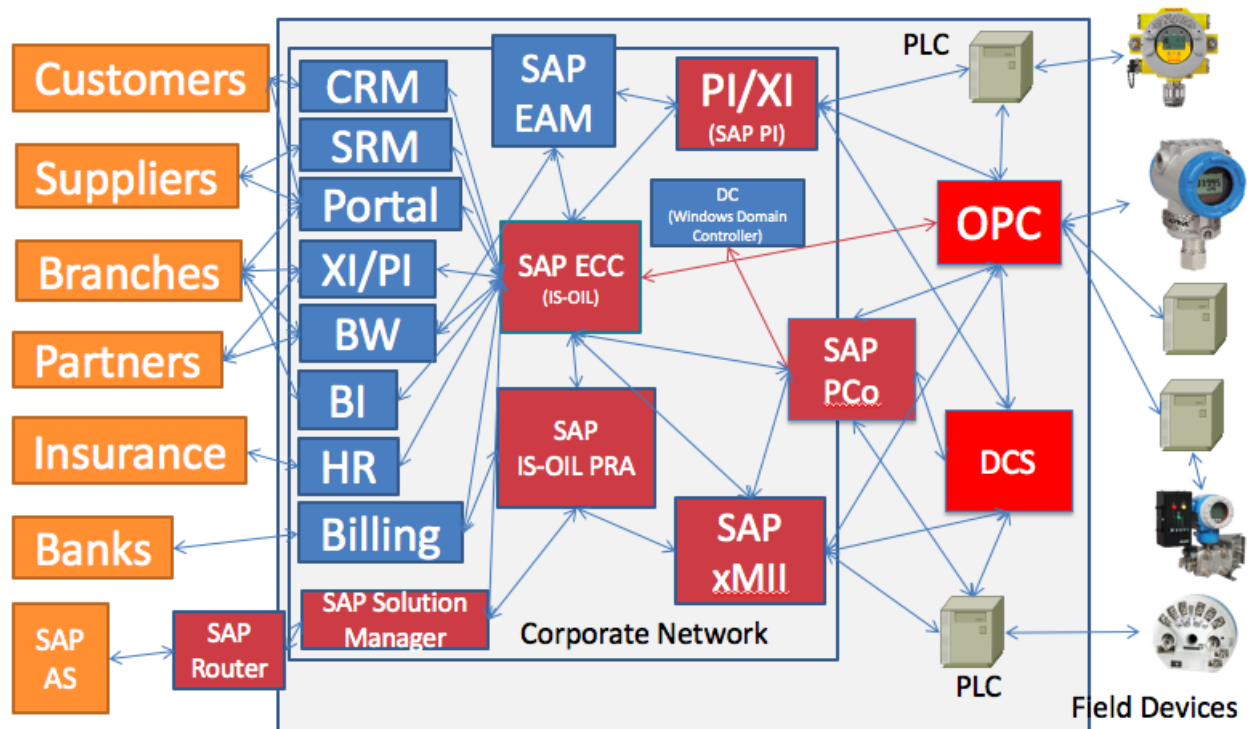 Customers
Suppliers
Branches
Partners
Insurance
Banks
SAP
AS
SAP
Router
CRM
SRM
Portal
XI/PI
BW
BI
HR
Billing
SAP Solution
Manager
SAP
EAM
PI/XI
(SAP PI)
DC
(Windows Domain
Controller)
SAP ECC
(IS-OIL)
SAP
IS-OIL PRA
SAP
PCo
SAP
xMII
Corporate Network
PLC
OPC
DCS
PLC
Field Devices